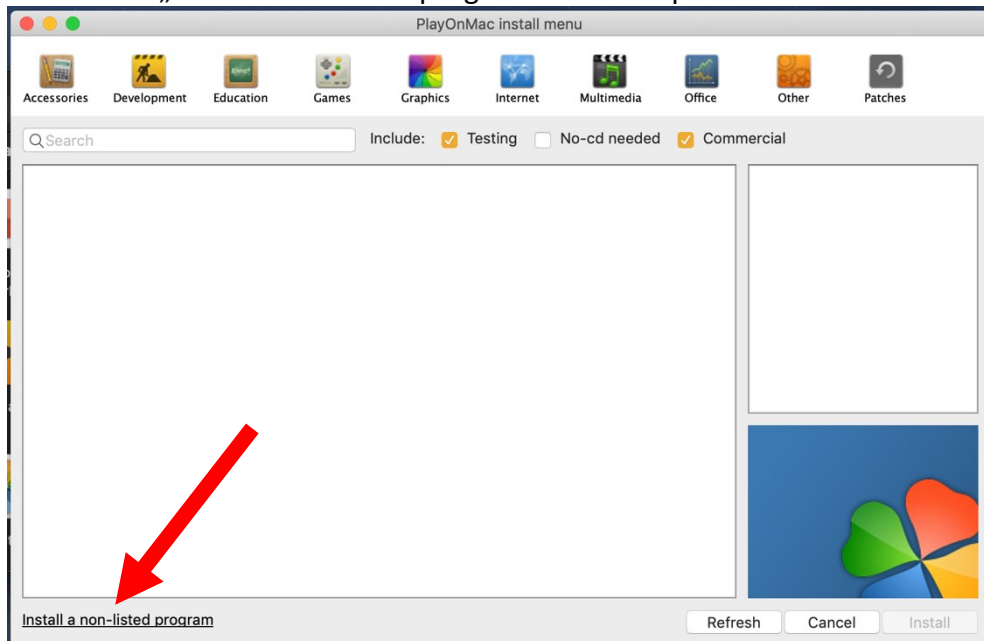 PlayOnMac install menu
Accessories Development Education Games Graphics Internet Multimedia Office Other Patches
Search Include: Testing No-cd needed Commercial
Install a non-listed program Refresh Cancel Install